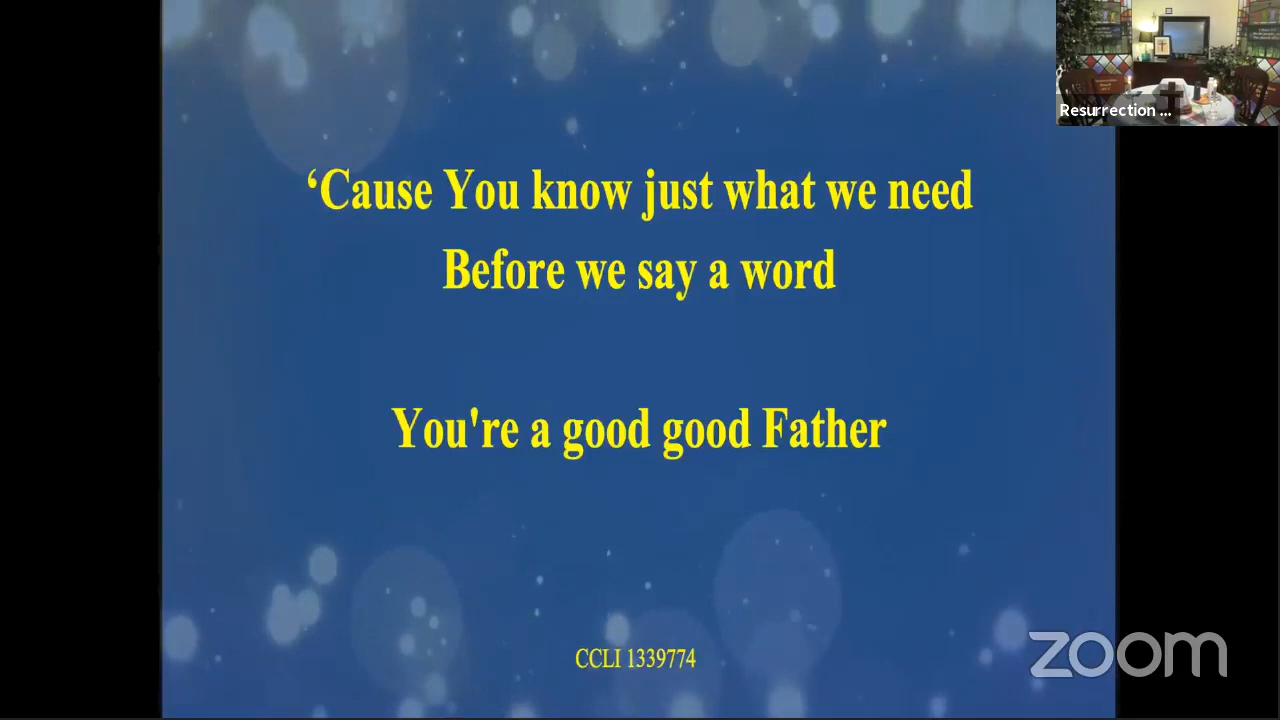 Resurrection ...
‘Cause You know just what we need
Before we say a word
You're a good good Father
CCLI 1339774
zoom